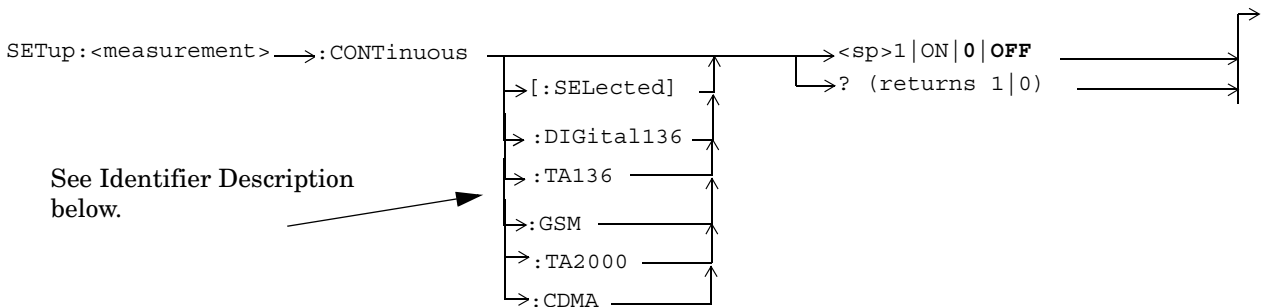 SETup:<measurement> :CONTinuous <sp>1|ON|0|OFF
[:SELected] ? (returns 1|0)
:DIGital136
See Identifier Description
:TA136
below.
:GSM
:TA2000
:CDMA